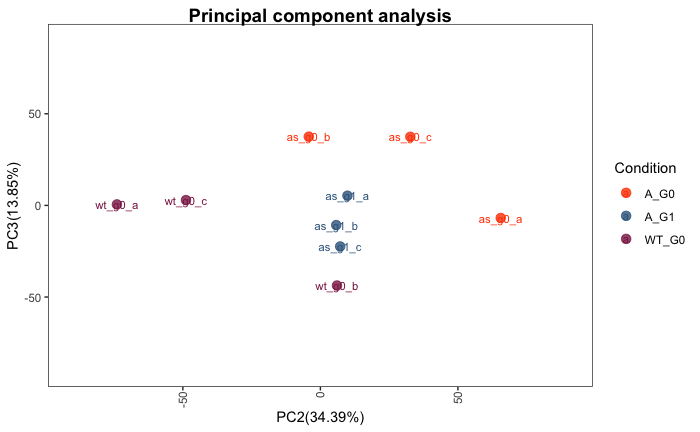 Principal component analysis
PC3(13.85%)
50
0
-50
as_g0_b
as_g0_c
as_g1_a
wt_g0_c
wt_g0_a
as_g0_a
as_g1_b
as_g1_c
wt_g0_b
-50
0
50
PC2(34.39%)
Condition
a A_G0
a A_G1
a WT_G0